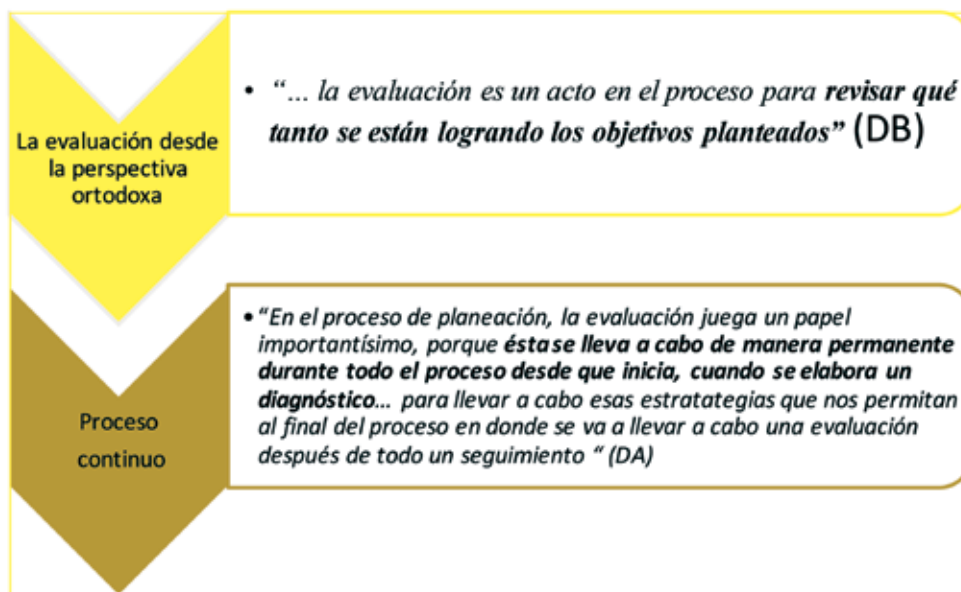 La evaluación desde
la perspectiva
ortodoxa
• “… la evaluación es un acto en el proceso para revisar qué
tanto se están logrando los objetivos planteados” (DB)
Proceso
continuo
• “En el proceso de planeación, la evaluación juega un papel
importantísimo, porque ésta se lleva a cabo de manera permanente
durante todo el proceso desde que inicia, cuando se elabora un
diagnóstico… para llevar a cabo esas estratategias que nos permitan
al final del proceso en donde se va a llevar a cabo una evaluación
después de todo un seguimiento “ (DA)